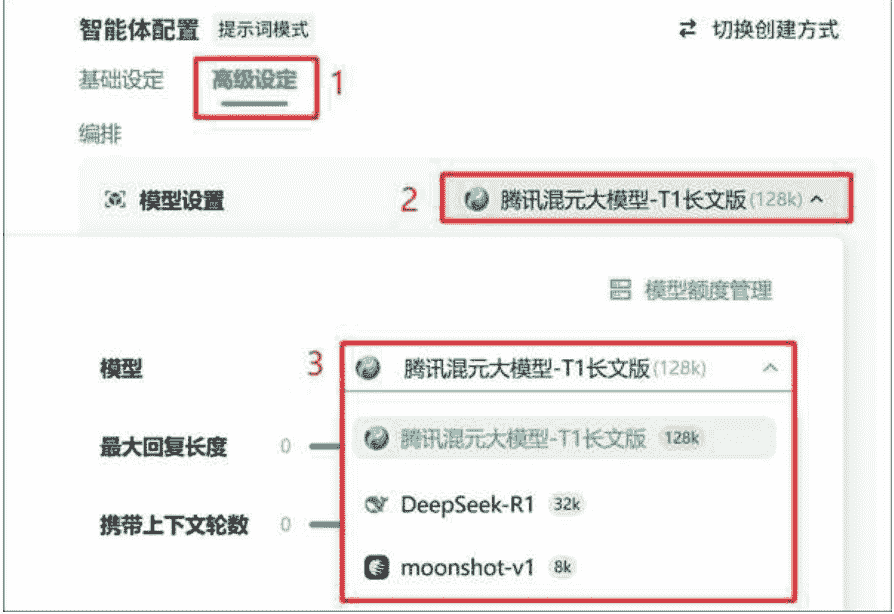 智能体配置 提示词模式 切换创建方式
基础设定 高级设定 1
编排
模型设置 2 腾讯混元大模型-T1长文版(128k)
模型额度管理
模型 3 腾讯混元大模型-T1长文版(128k)
腾讯混元大模型-T1长文版 128k
最大回复长度 0
DeepSeek-R1 32k
携带上下文轮数 0
moonshot-v1 8k